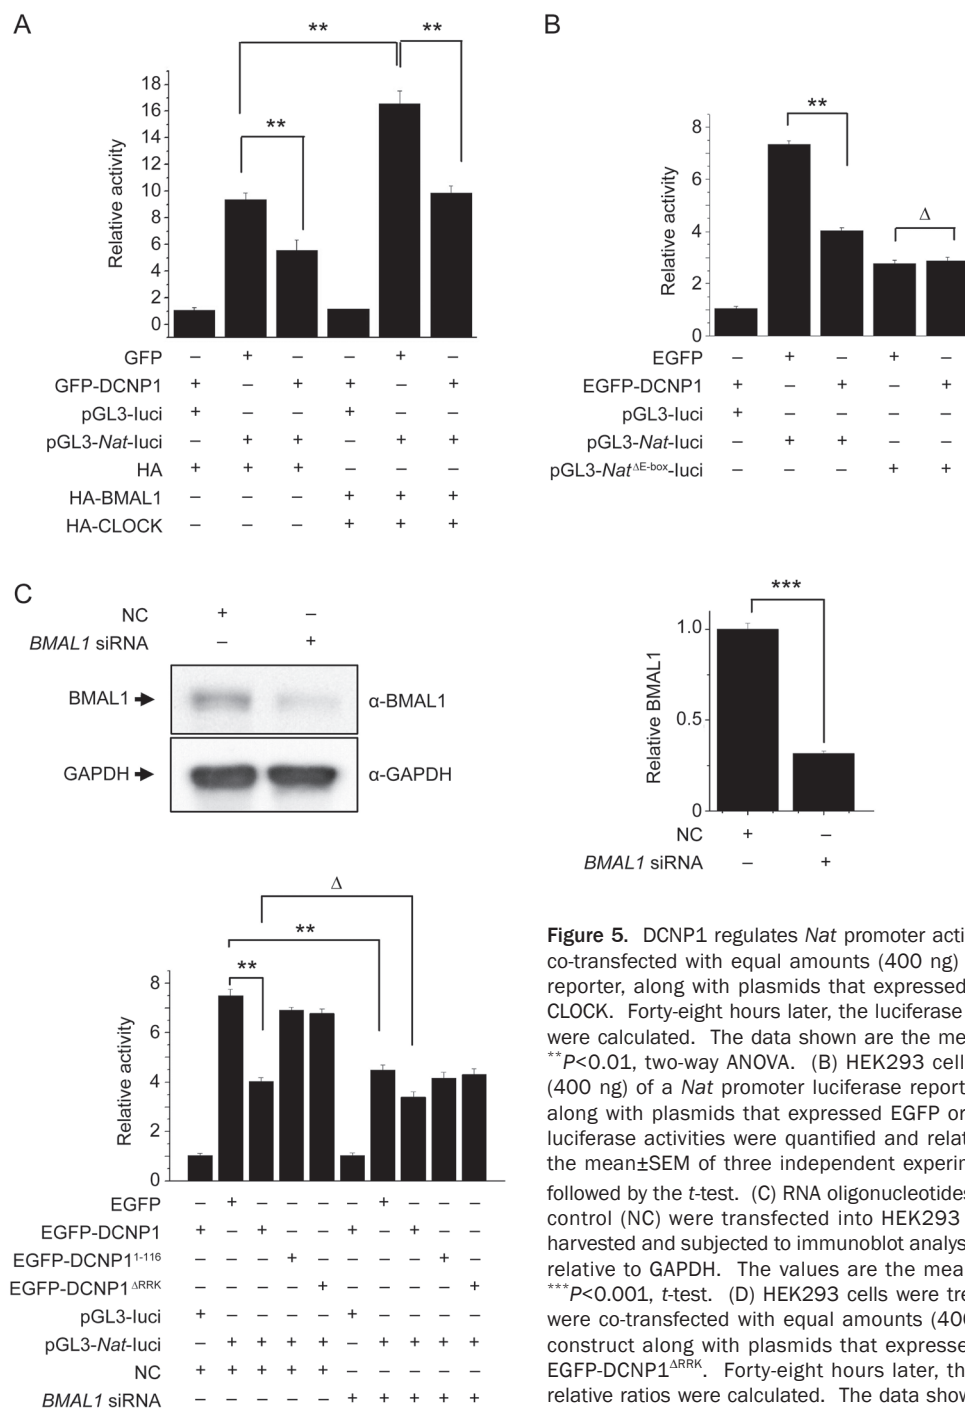 A
**
**
**
Relative activity
18
16
14
12
10
8
6
4
2
0
GFP – + – – + –
GFP-DCNP1 + – + + – +
pGL3-luci + – – + – –
pGL3-Nat-luci – + + – + +
HA + + + – – –
HA-BMAL1 – – – + + +
HA-CLOCK – – – + + +
B
**
Δ
Relative activity
8
6
4
2
0
EGFP – + – + –
EGFP-DCNP1 + – + – +
pGL3-luci + – – – –
pGL3-Nat-luci – + + – –
pGL3-Nat^ΔE-box-luci – – – + +
C
NC + –
BMAL1 siRNA – +
BMAL1
α-BMAL1
GAPDH
α-GAPDH
***
Relative BMAL1
1.0
0.5
0
NC + –
BMAL1 siRNA – +
Δ
**
**
Relative activity
8
6
4
2
0
EGFP – + – – – – + – – –
EGFP-DCNP1 + – + – – + – + – –
EGFP-DCNP1^1-116 – – – + – – – – + –
EGFP-DCNP1^ΔRRK – – – – + – – – – +
pGL3-luci + – – – – + – – – –
pGL3-Nat-luci – + + + + – + + + +
NC + + + + + – – – – –
BMAL1 siRNA – – – – – + + + + +
Figure 5. DCNP1 regulates Nat promoter acti
co-transfected with equal amounts (400 ng)
reporter, along with plasmids that expressed
CLOCK. Forty-eight hours later, the luciferase
were calculated. The data shown are the me
**P<0.01, two-way ANOVA. (B) HEK293 cell
(400 ng) of a Nat promoter luciferase report
along with plasmids that expressed EGFP or
luciferase activities were quantified and relat
the mean±SEM of three independent experin
followed by the t-test. (C) RNA oligonucleotides
control (NC) were transfected into HEK293
harvested and subjected to immunoblot analys
relative to GAPDH. The values are the mea
***P<0.001, t-test. (D) HEK293 cells were tre
were co-transfected with equal amounts (400
construct along with plasmids that expresse
EGFP-DCNP1^ΔRRK. Forty-eight hours later, th
relative ratios were calculated. The data show